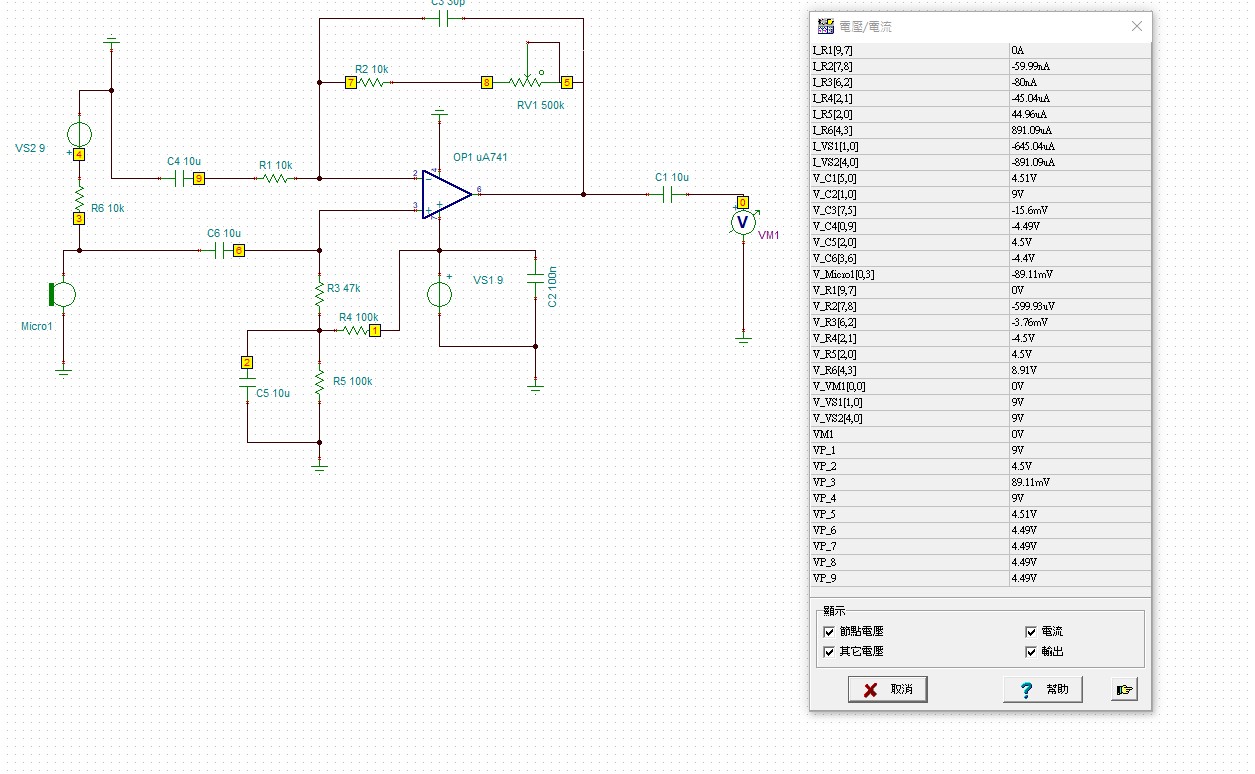 C3 30p
R2 10k
7
8
5
RV1 500k
VS2 9
+
4
OP1 uA741
C4 10u
9
R1 10k
2
4
6
C1 10u
0
V
VM1
R6 10k
3
3
7
C6 10u
6
VS1 9
+
C2 100n
R3 47k
Micro1
R4 100k
1
2
C5 10u
R5 100k
電壓/電流
I_R1[9,7] 0A
I_R2[7,8] -59.99nA
I_R3[6,2] -80nA
I_R4[2,1] -45.04uA
I_R5[2,0] 44.96uA
I_R6[4,3] 891.09uA
I_VS1[1,0] -645.04uA
I_VS2[4,0] -891.09uA
V_C1[5,0] 4.51V
V_C2[1,0] 9V
V_C3[7,5] -15.6mV
V_C4[0,9] -4.49V
V_C5[2,0] 4.5V
V_C6[3,6] -4.4V
V_Micro1[0,3] -89.11mV
V_R1[9,7] 0V
V_R2[7,8] -599.93uV
V_R3[6,2] -3.76mV
V_R4[2,1] -4.5V
V_R5[2,0] 4.5V
V_R6[4,3] 8.91V
V_VM1[0,0] 0V
V_VS1[1,0] 9V
V_VS2[4,0] 9V
VM1 0V
VP_1 9V
VP_2 4.5V
VP_3 89.11mV
VP_4 9V
VP_5 4.51V
VP_6 4.49V
VP_7 4.49V
VP_8 4.49V
VP_9 4.49V
顯示
節點電壓 電流
其它電壓 輸出
取消 幫助